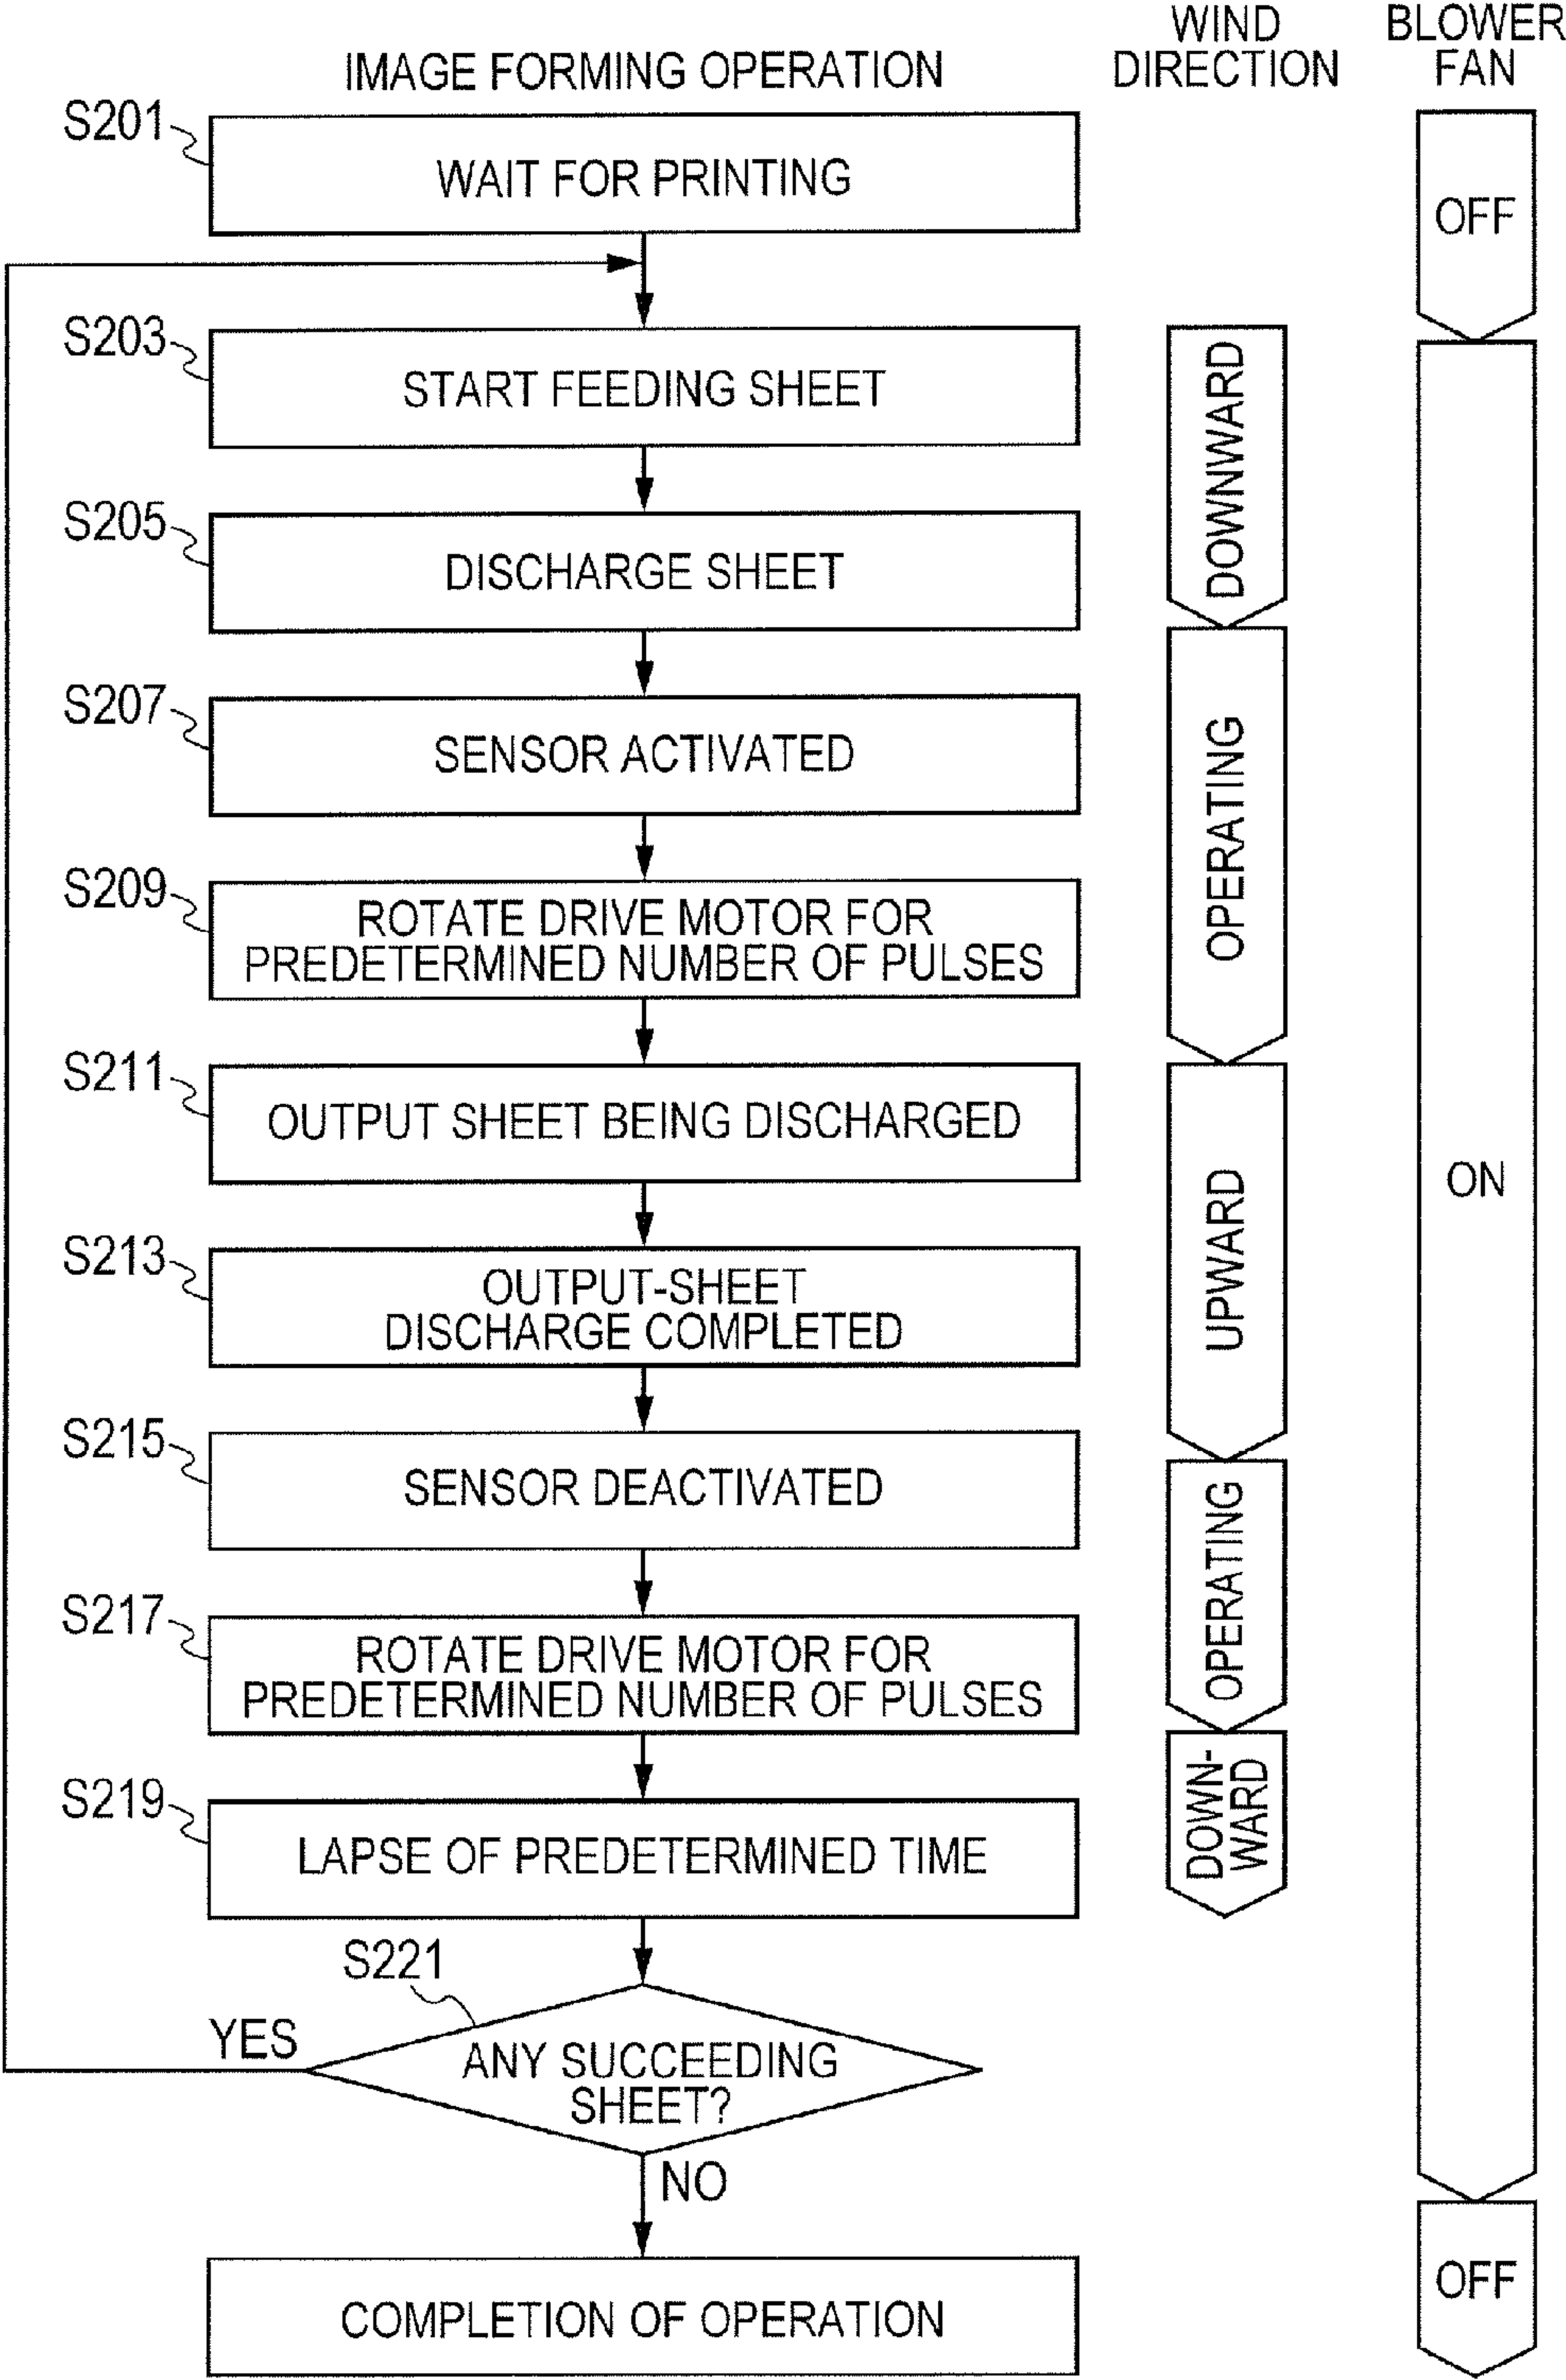 IMAGE FORMING OPERATION
WIND
DIRECTION
BLOWER
FAN
S201
WAIT FOR PRINTING
OFF
S203
START FEEDING SHEET
DOWNWARD
S205
DISCHARGE SHEET
S207
SENSOR ACTIVATED
OPERATING
S209
ROTATE DRIVE MOTOR FOR
PREDETERMINED NUMBER OF PULSES
S211
OUTPUT SHEET BEING DISCHARGED
UPWARD
ON
S213
OUTPUT-SHEET
DISCHARGE COMPLETED
S215
SENSOR DEACTIVATED
OPERATING
S217
ROTATE DRIVE MOTOR FOR
PREDETERMINED NUMBER OF PULSES
S219
LAPSE OF PREDETERMINED TIME
DOWN-
WARD
S221
ANY SUCCEEDING
SHEET?
YES
NO
COMPLETION OF OPERATION
OFF